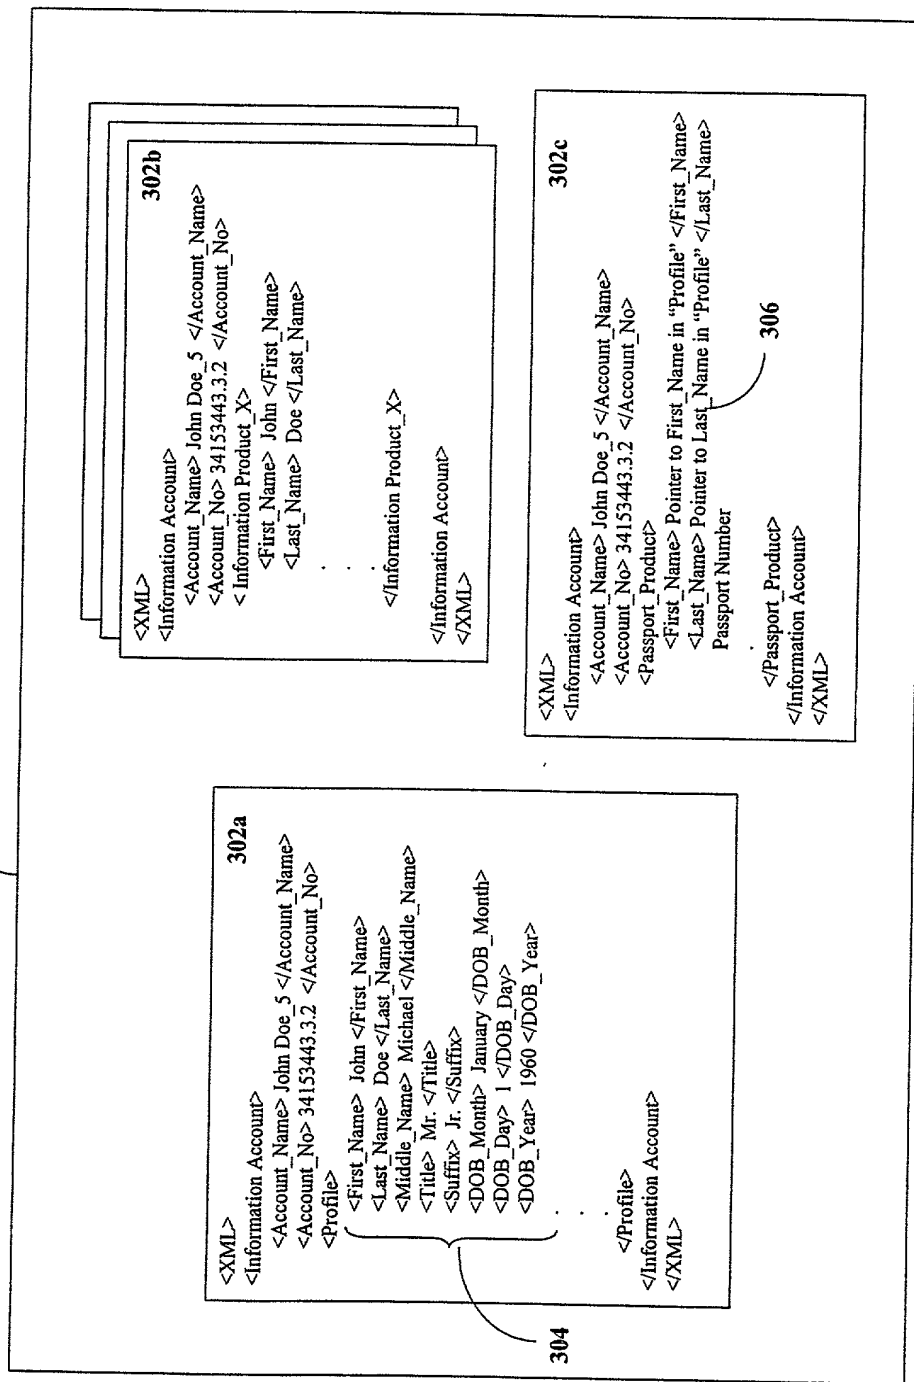 302a
<XML>
<Information Account>
<Account_Name> John Doe_5 </Account_Name>
<Account_No> 34153443.3.2 </Account_No>
<Profile>
<First_Name> John </First_Name>
<Last_Name> Doe </Last_Name>
<Middle_Name> Michael </Middle_Name>
<Title> Mr. </Title>
<Suffix> Jr. </Suffix>
<DOB_Month> January </DOB_Month>
<DOB_Day> 1 </DOB_Day>
<DOB_Year> 1960 </DOB_Year>
.
.
.
</Profile>
</Information Account>
</XML>
304
302b
<XML>
<Information Account>
<Account_Name> John Doe_5 </Account_Name>
<Account_No> 34153443.3.2 </Account_No>
< Information Product_X>
<First_Name> John </First_Name>
<Last_Name> Doe </Last_Name>
.
.
.
</Information Product_X>
</Information Account>
</XML>
302c
<XML>
<Information Account>
<Account_Name> John Doe_5 </Account_Name>
<Account_No> 34153443.3.2 </Account_No>
<Passport_Product>
<First_Name> Pointer to First_Name in “Profile” </First_Name>
<Last_Name> Pointer to Last_Name in “Profile” </Last_Name>
Passport Number
.
</Passport_Product>
</Information Account>
</XML>
306